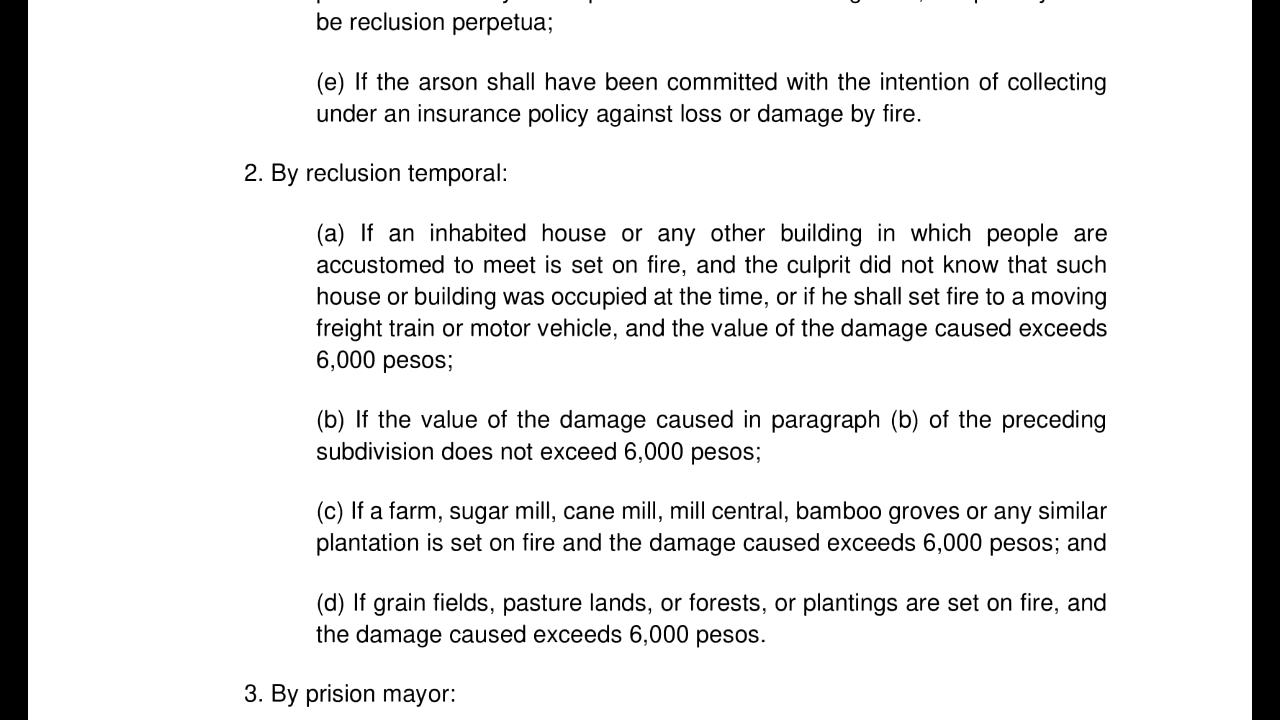 be reclusion perpetua;
(e) If the arson shall have been committed with the intention of collecting
under an insurance policy against loss or damage by fire.
2. By reclusion temporal:
(a) If an inhabited house or any other building in which people are
accustomed to meet is set on fire, and the culprit did not know that such
house or building was occupied at the time, or if he shall set fire to a moving
freight train or motor vehicle, and the value of the damage caused exceeds
6,000 pesos;
(b) If the value of the damage caused in paragraph (b) of the preceding
subdivision does not exceed 6,000 pesos;
(c) If a farm, sugar mill, cane mill, mill central, bamboo groves or any similar
plantation is set on fire and the damage caused exceeds 6,000 pesos; and
(d) If grain fields, pasture lands, or forests, or plantings are set on fire, and
the damage caused exceeds 6,000 pesos.
3. By prision mayor: